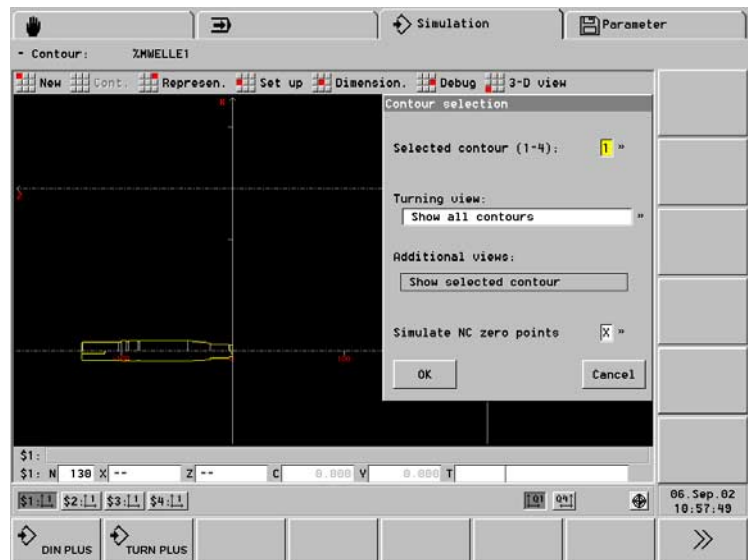 Simulation
Parameter
- Contour: %MWELLE1
New Cont. Represen. Set up Dimension. Debug 3-D view
Contour selection
Selected contour (1-4): 1 »
Turning view:
Show all contours »
Additional views:
Show selected contour
Simulate NC zero points X »
OK Cancel
100
$1:
$1: N 130 X -- Z -- C 0.000 Y 0.000 T
$1: 1 $2: 1 $3: 1 $4: 1
06.Sep.02
10:57:49
DIN PLUS TURN PLUS